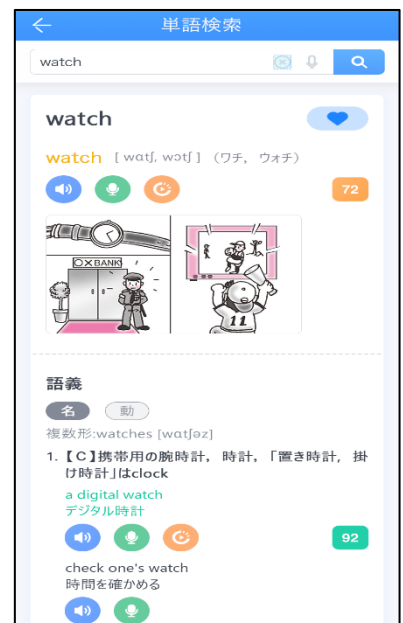 単語検索
watch
watch
watch [wɑtʃ, wɔtʃ] (ワチ, ウォチ)
72
OXBANK
11
語義
名 動
複数形:watches [wɑtʃəz]
1.【C】携帯用の腕時計, 時計,「置き時計, 掛
け時計」はclock
a digital watch
デジタル時計
92
check one's watch
時間を確かめる